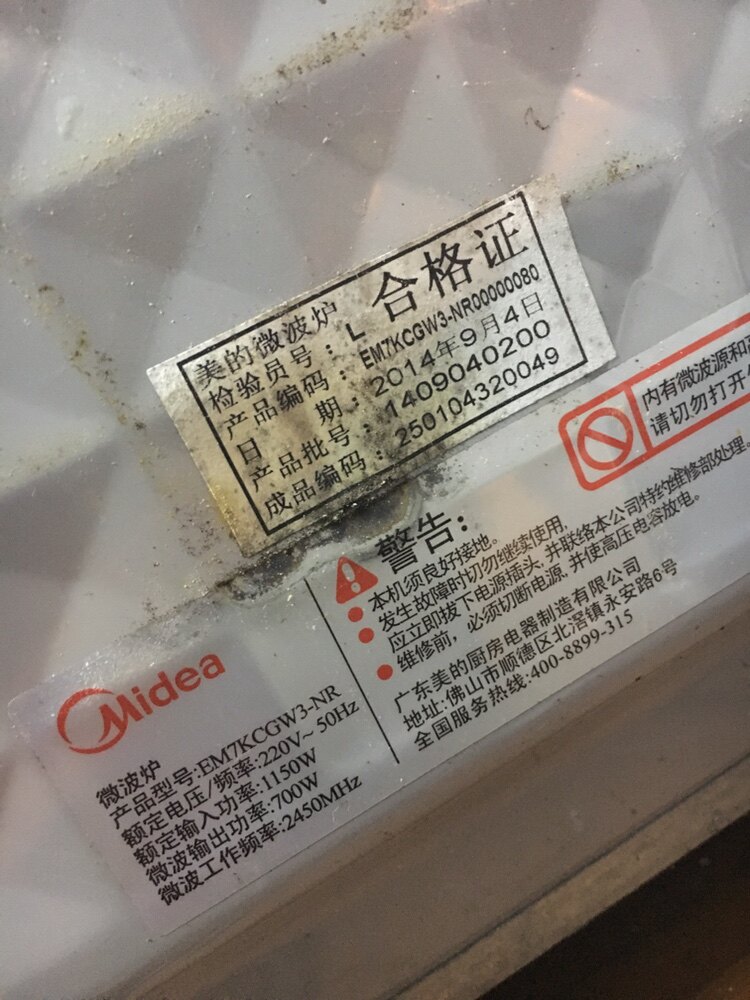 合格证
美的微波炉
检验员号：L
产品编码：EM7KCGW3-NR00000080
日期：2014年9月4日
产品批号：1409040200
成品编码：250104320049
内有微波源和
请切勿打开
警告:
本机须良好接地。
发生故障时切勿继续使用,
应立即拔下电源插头,并联络本公司特约维修部处理。
维修前，必须切断电源,并使高压电容放电。
广东美的厨房电器制造有限公司
地址:佛山市顺德区北滘镇永安路6号
全国服务热线:400-8899-315
Midea
微波炉
产品型号:EM7KCGW3-NR
额定电压/频率:220V~ 50Hz
额定输入功率:1150W
微波输出功率:700W
微波工作频率:2450MHz